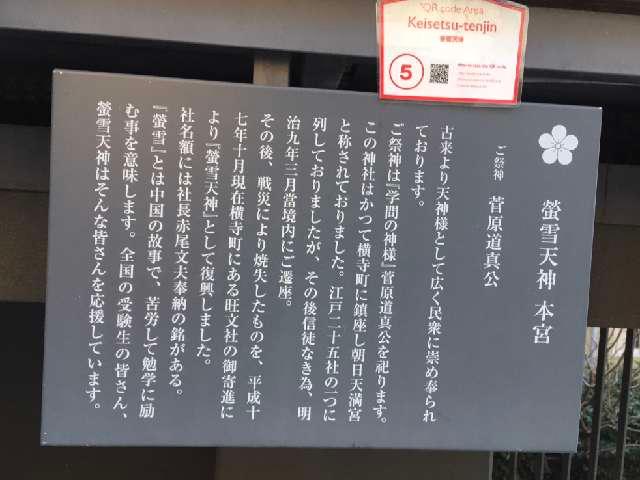 QR code Area
Keisetsu-tenjin
螢雪天神
5
螢雪天神 本宮
ご祭神 菅原道真公
古来より天神様として広く民衆に崇め奉られ
ております。
ご祭神は『学問の神様』菅原道真公を祀ります。
この神社はかつて横寺町に鎮座し朝日天満宮
と称されておりました。江戸二十五社の一つに
列しておりましたが、その後信徒なき為、明
治九年三月當境内にご遷座。
その後、戦災により焼失したものを、平成十
七年十月現在横寺町にある旺文社の御寄進に
より『螢雪天神』として復興しました。
社名額には社長赤尾文夫奉納の銘がある。
『螢雪』とは中国の故事で、苦労して勉学に励
む事を意味します。全国の受験生の皆さん、
螢雪天神はそんな皆さんを応援しています。